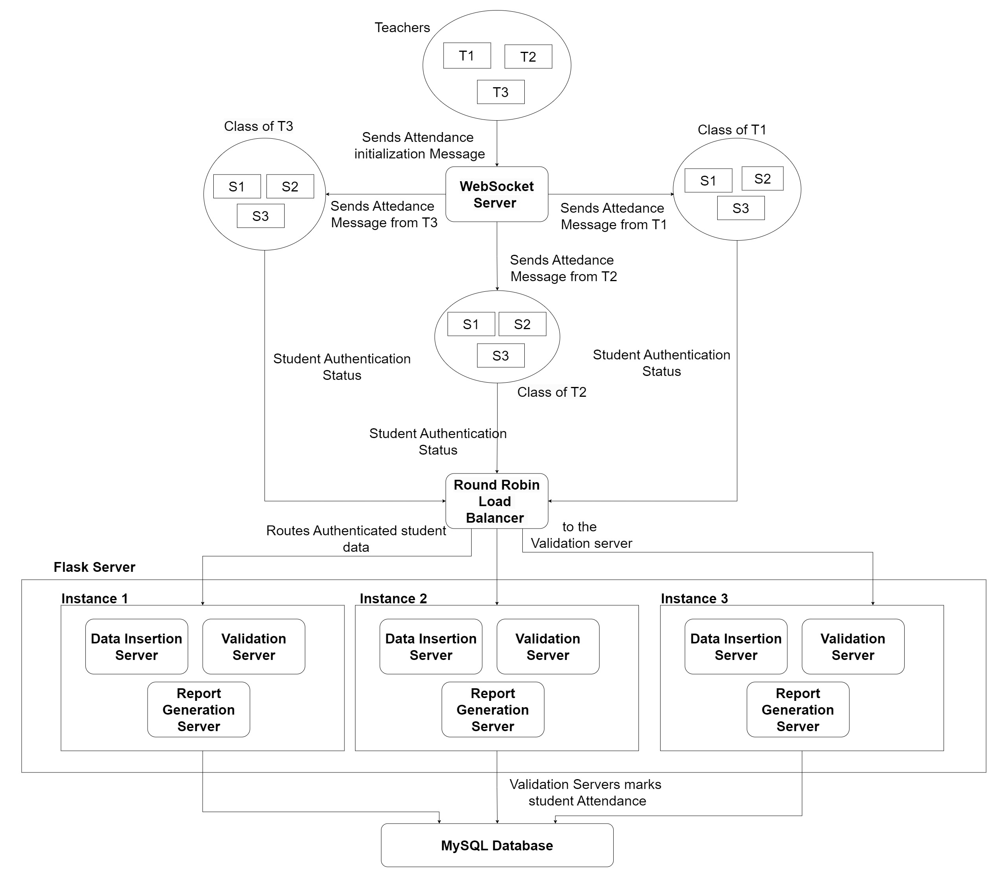 Teachers
T1
T2
T3
Sends Attendance
initialization Message
Class of T3
S1
S2
S3
WebSocket
Server
Class of T1
S1
S2
S3
Sends Attedance
Message from T3
Sends Attedance
Message from T1
Sends Attedance
Message from T2
S1
S2
S3
Class of T2
Student Authentication
Status
Student Authentication
Status
Student Authentication
Status
Round Robin
Load
Balancer
Routes Authenticated student
data
to the
Validation server
Flask Server
Instance 1
Data Insertion
Server
Validation
Server
Report
Generation
Server
Instance 2
Data Insertion
Server
Validation
Server
Report
Generation
Server
Instance 3
Data Insertion
Server
Validation
Server
Report
Generation
Server
Validation Servers marks
student Attendance
MySQL Database